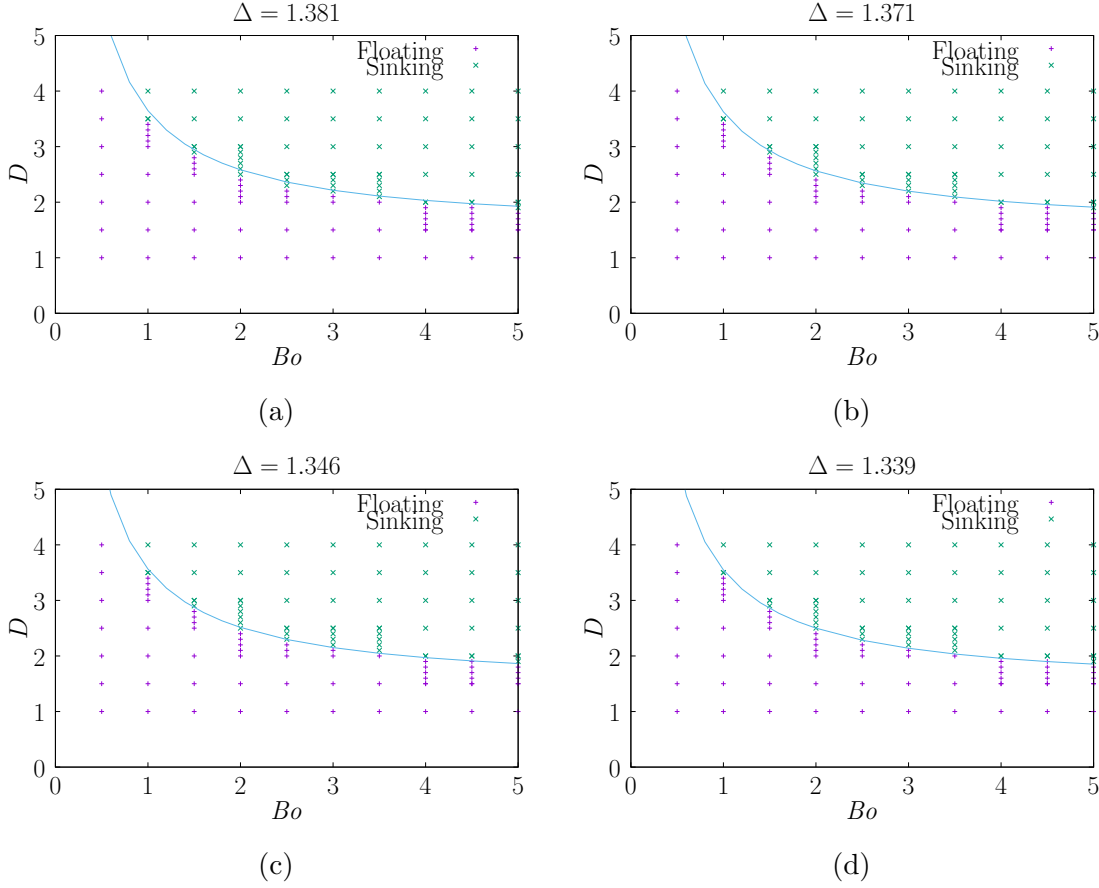 Δ = 1.381
5
4
3
2
1
0
D
0 1 2 3 4 5
Bo
Floating
Sinking
(a)
Δ = 1.371
5
4
3
2
1
0
D
0 1 2 3 4 5
Bo
Floating
Sinking
(b)
Δ = 1.346
5
4
3
2
1
0
D
0 1 2 3 4 5
Bo
Floating
Sinking
(c)
Δ = 1.339
5
4
3
2
1
0
D
0 1 2 3 4 5
Bo
Floating
Sinking
(d)